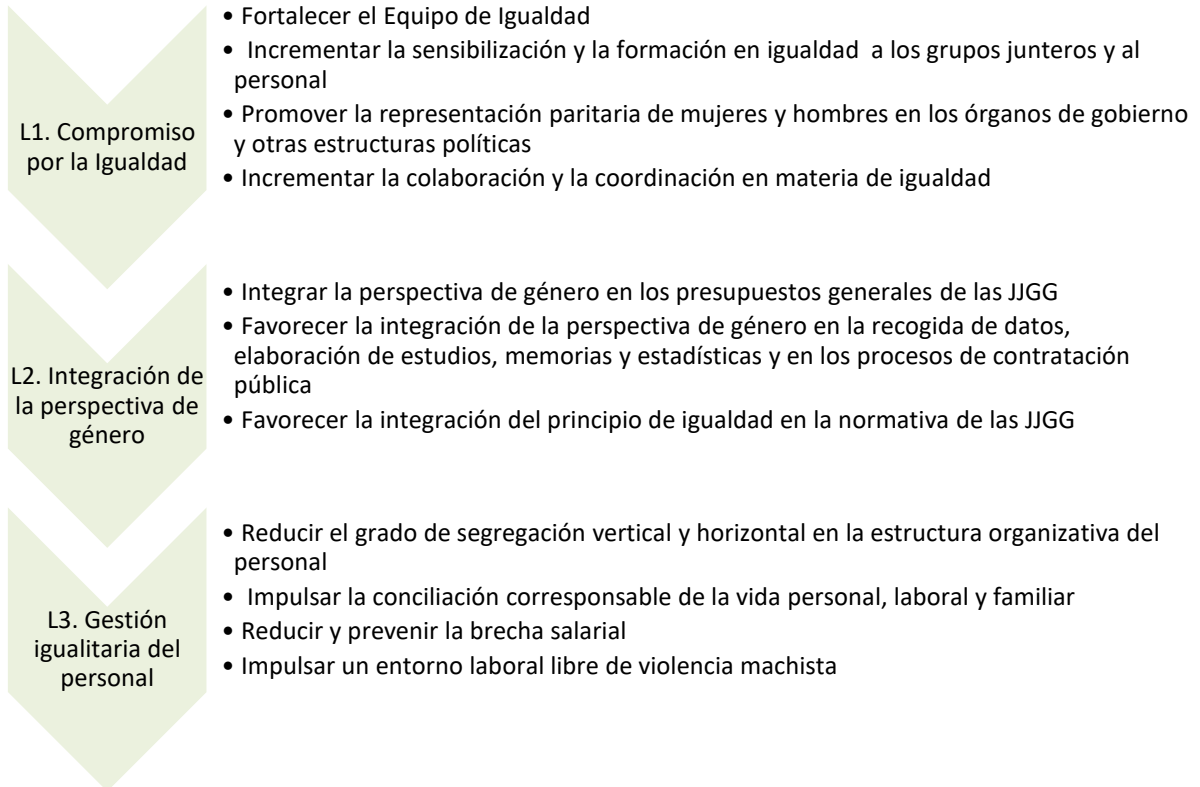 L1. Compromiso
por la Igualdad
• Fortalecer el Equipo de Igualdad
• Incrementar la sensibilización y la formación en igualdad a los grupos junteros y al
personal
• Promover la representación paritaria de mujeres y hombres en los órganos de gobierno
y otras estructuras políticas
• Incrementar la colaboración y la coordinación en materia de igualdad
L2. Integración de
la perspectiva de
género
• Integrar la perspectiva de género en los presupuestos generales de las JJGG
• Favorecer la integración de la perspectiva de género en la recogida de datos,
elaboración de estudios, memorias y estadísticas y en los procesos de contratación
pública
• Favorecer la integración del principio de igualdad en la normativa de las JJGG
L3. Gestión
igualitaria del
personal
• Reducir el grado de segregación vertical y horizontal en la estructura organizativa del
personal
• Impulsar la conciliación corresponsable de la vida personal, laboral y familiar
• Reducir y prevenir la brecha salarial
• Impulsar un entorno laboral libre de violencia machista